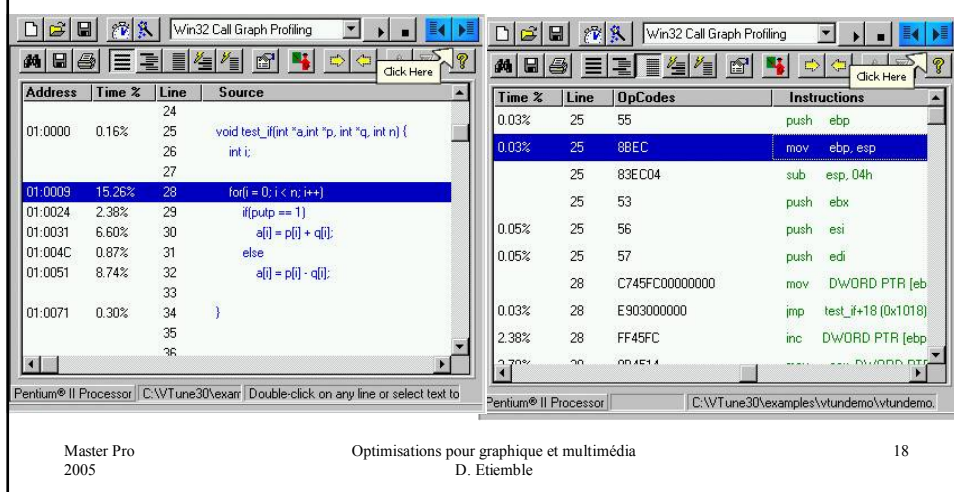 Win32 Call Graph Profiling
Click Here
Address Time % Line Source
24
01:0000 0.16% 25 void test_if(int *a,int *p, int *q, int n) {
26 int i;
27
01:0009 15.26% 28 for(i = 0; i < n; i++)
01:0024 2.38% 29 if(putp == 1)
01:0031 6.60% 30 a[i] = p[i] + q[i];
01:004C 0.87% 31 else
01:0051 8.74% 32 a[i] = p[i] - q[i];
33
01:0071 0.30% 34 }
35
36
Pentium® II Processor C:\VTune30\exam Double-click on any line or select text to
Win32 Call Graph Profiling
Click Here
Time % Line OpCodes Instructions
0.03% 25 55 push ebp
0.03% 25 8BEC mov ebp, esp
25 83EC04 sub esp, 04h
25 53 push ebx
0.05% 25 56 push esi
0.05% 25 57 push edi
28 C745FC00000000 mov DWORD PTR [eb
0.03% 28 E903000000 jmp test_if+18 (0x1018)
2.38% 28 FF45FC inc DWORD PTR [ebp
Pentium® II Processor C:\VTune30\examples\vtundemo\vtundemo.
Master Pro
2005
Optimisations pour graphique et multimédia
D. Etiemble
18